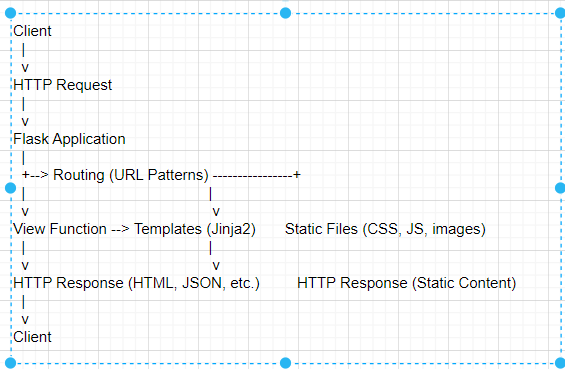 Client
|
v
HTTP Request
|
v
Flask Application
|
+--> Routing (URL Patterns) ----------------+
| |
v v
View Function --> Templates (Jinja2) Static Files (CSS, JS, images)
| |
v v
HTTP Response (HTML, JSON, etc.) HTTP Response (Static Content)
|
v
Client